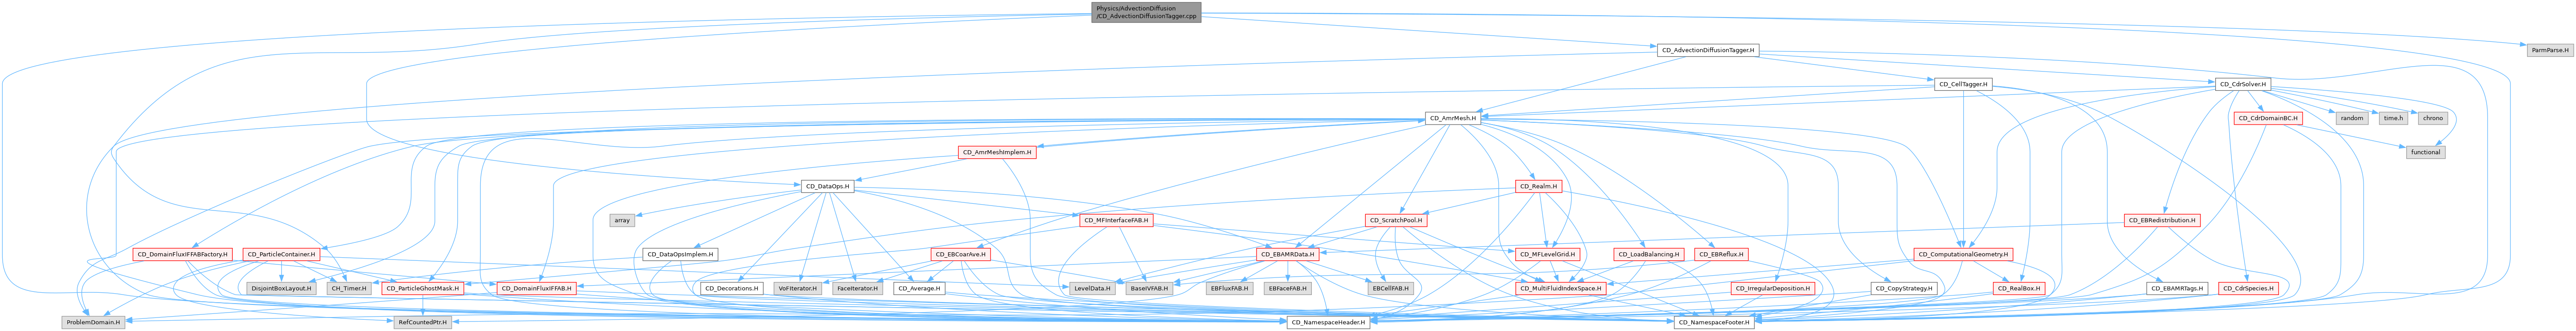 Physics/AdvectionDiffusion
/CD_AdvectionDiffusionTagger.cpp
CD_AdvectionDiffusionTagger.H
ParmParse.H
CD_CellTagger.H
CD_CdrSolver.H
CD_AmrMesh.H
CD_CdrDomainBC.H
random
time.h
chrono
CD_AmrMeshImplem.H
functional
CD_DataOps.H
CD_Realm.H
array
CD_MFInterfaceFAB.H
CD_ScratchPool.H
CD_EBRedistribution.H
CD_DomainFluxIFFABFactory.H
CD_ParticleContainer.H
CD_DataOpsImplem.H
CD_EBCoarAve.H
CD_EBAMRData.H
CD_MFLevelGrid.H
CD_LoadBalancing.H
CD_EBReflux.H
CD_ComputationalGeometry.H
DisjointBoxLayout.H
CH_Timer.H
CD_ParticleGhostMask.H
CD_DomainFluxIFFAB.H
CD_Decorations.H
VoFIterator.H
FaceIterator.H
CD_Average.H
LevelData.H
BaseIVFAB.H
EBFluxFAB.H
EBFaceFAB.H
EBCellFAB.H
CD_MultiFluidIndexSpace.H
CD_IrregularDeposition.H
CD_CopyStrategy.H
CD_RealBox.H
CD_EBAMRTags.H
CD_CdrSpecies.H
ProblemDomain.H
RefCountedPtr.H
CD_NamespaceHeader.H
CD_NamespaceFooter.H